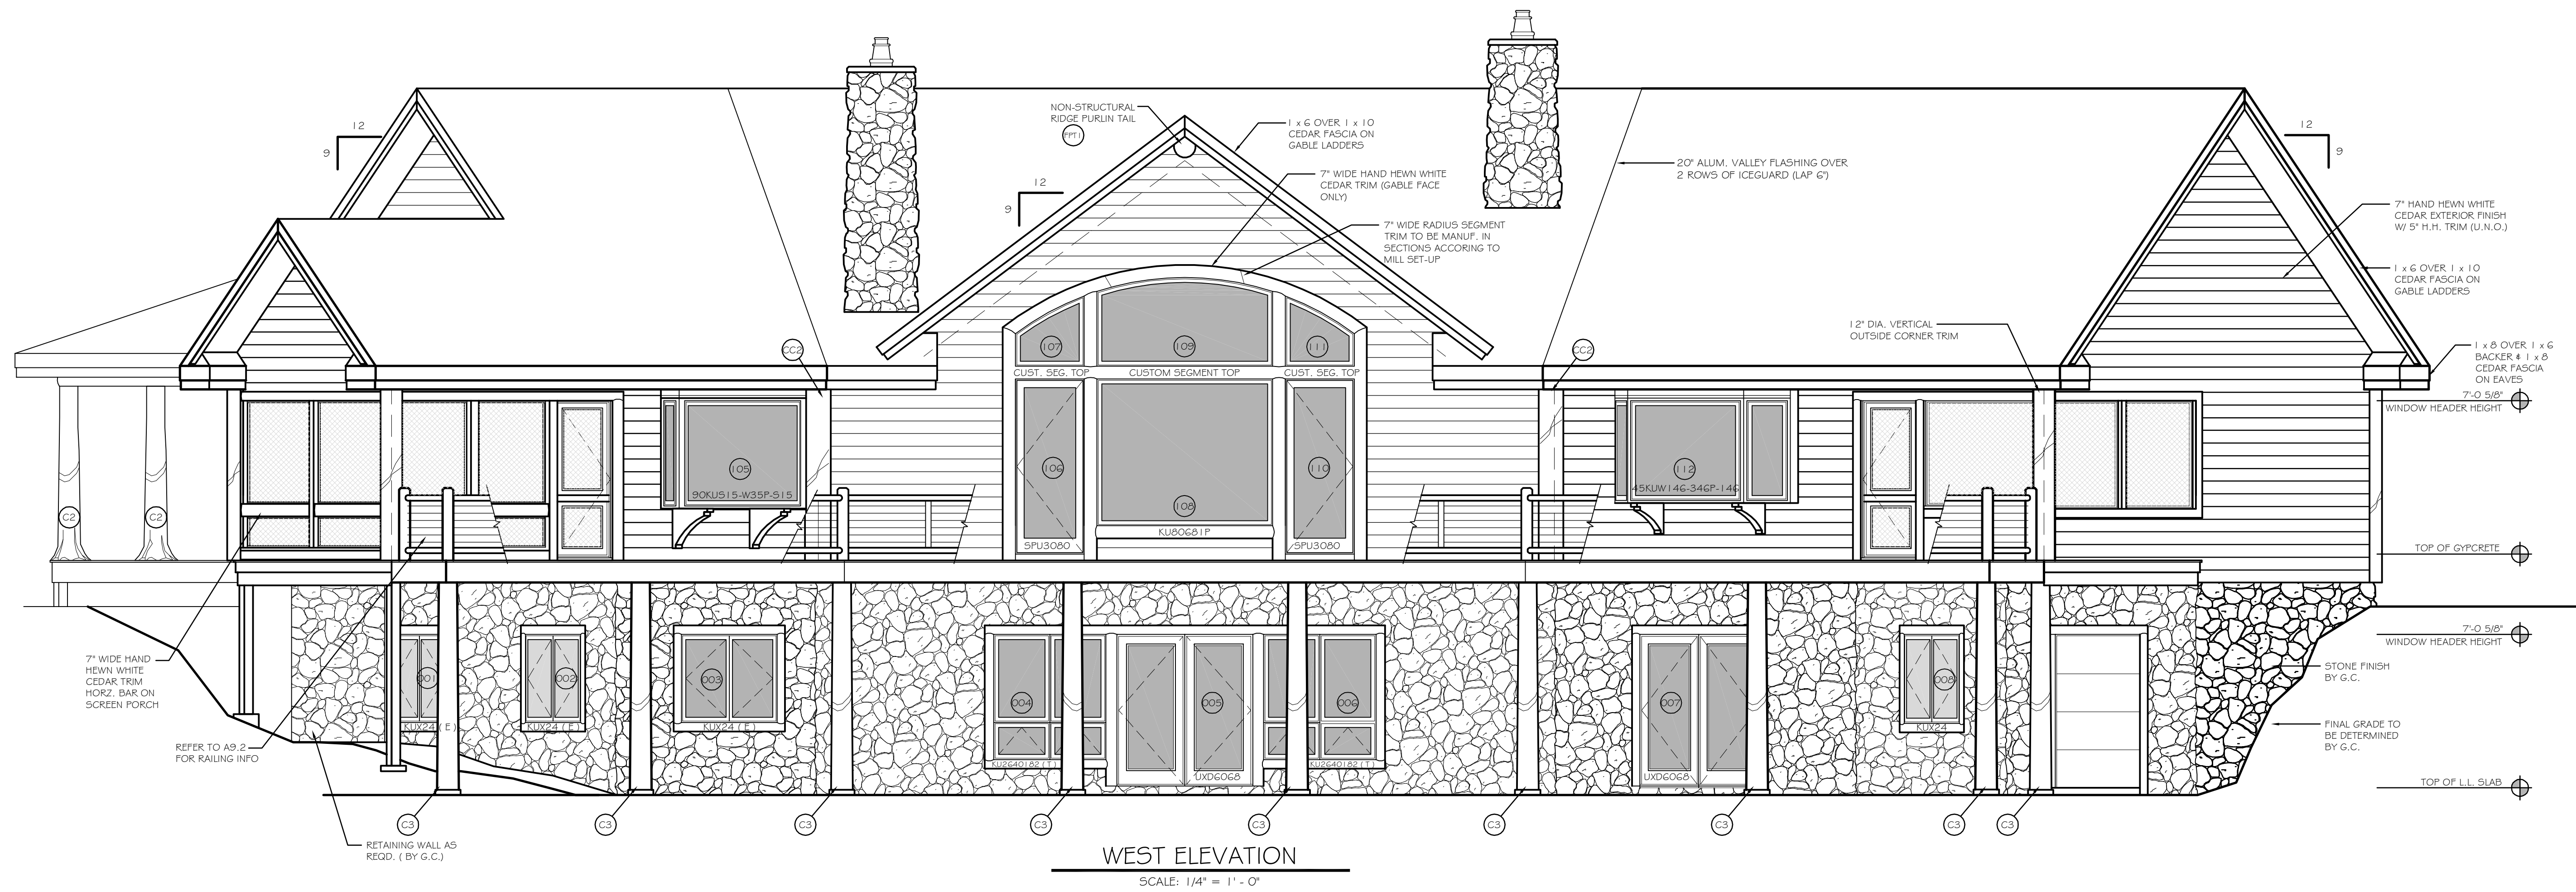 12
9
NON-STRUCTURAL
RIDGE PURLIN TAIL
FPT1
1 x 6 OVER 1 x 10
CEDAR FASCIA ON
GABLE LADDERS
12
9
7" WIDE HAND HEWN WHITE
CEDAR TRIM (GABLE FACE
ONLY)
20" ALUM. VALLEY FLASHING OVER
2 ROWS OF ICEGUARD (LAP 6")
12
9
7" WIDE RADIUS SEGMENT
TRIM TO BE MANUF. IN
SECTIONS ACCORING TO
MILL SET-UP
7" HAND HEWN WHITE
CEDAR EXTERIOR FINISH
W/ 5" H.H. TRIM (U.N.O.)
1 x 6 OVER 1 x 10
CEDAR FASCIA ON
GABLE LADDERS
12" DIA. VERTICAL
OUTSIDE CORNER TRIM
1 x 8 OVER 1 x 6
BACKER & 1 x 8
CEDAR FASCIA
ON EAVES
CC2
107
109
111
CC2
CUST. SEG. TOP
CUSTOM SEGMENT TOP
CUST. SEG. TOP
7'-0 5/8"
WINDOW HEADER HEIGHT
105
90KUS15-W35P-S15
106
108
110
112
45KUW146-346P-146
C2
C2
KU80681P
SPU3080
SPU3080
TOP OF GYPCRETE
7'-0 5/8"
WINDOW HEADER HEIGHT
7" WIDE HAND
HEWN WHITE
CEDAR TRIM
HORZ. BAR ON
SCREEN PORCH
001
002
003
004
005
006
007
008
KUX24 ( E )
KUX24 ( E )
KUX24 ( E )
KUX24
STONE FINISH
BY G.C.
FINAL GRADE TO
BE DETERMINED
BY G.C.
REFER TO A9.2
FOR RAILING INFO
KU2640182 ( T )
UXD6068
KU2640182 ( T )
UXD6068
TOP OF L.L. SLAB
C3
C3
C3
C3
C3
C3
C3
C3
C3
RETAINING WALL AS
REQD. ( BY G.C.)
WEST ELEVATION
SCALE: 1/4" = 1' - 0"